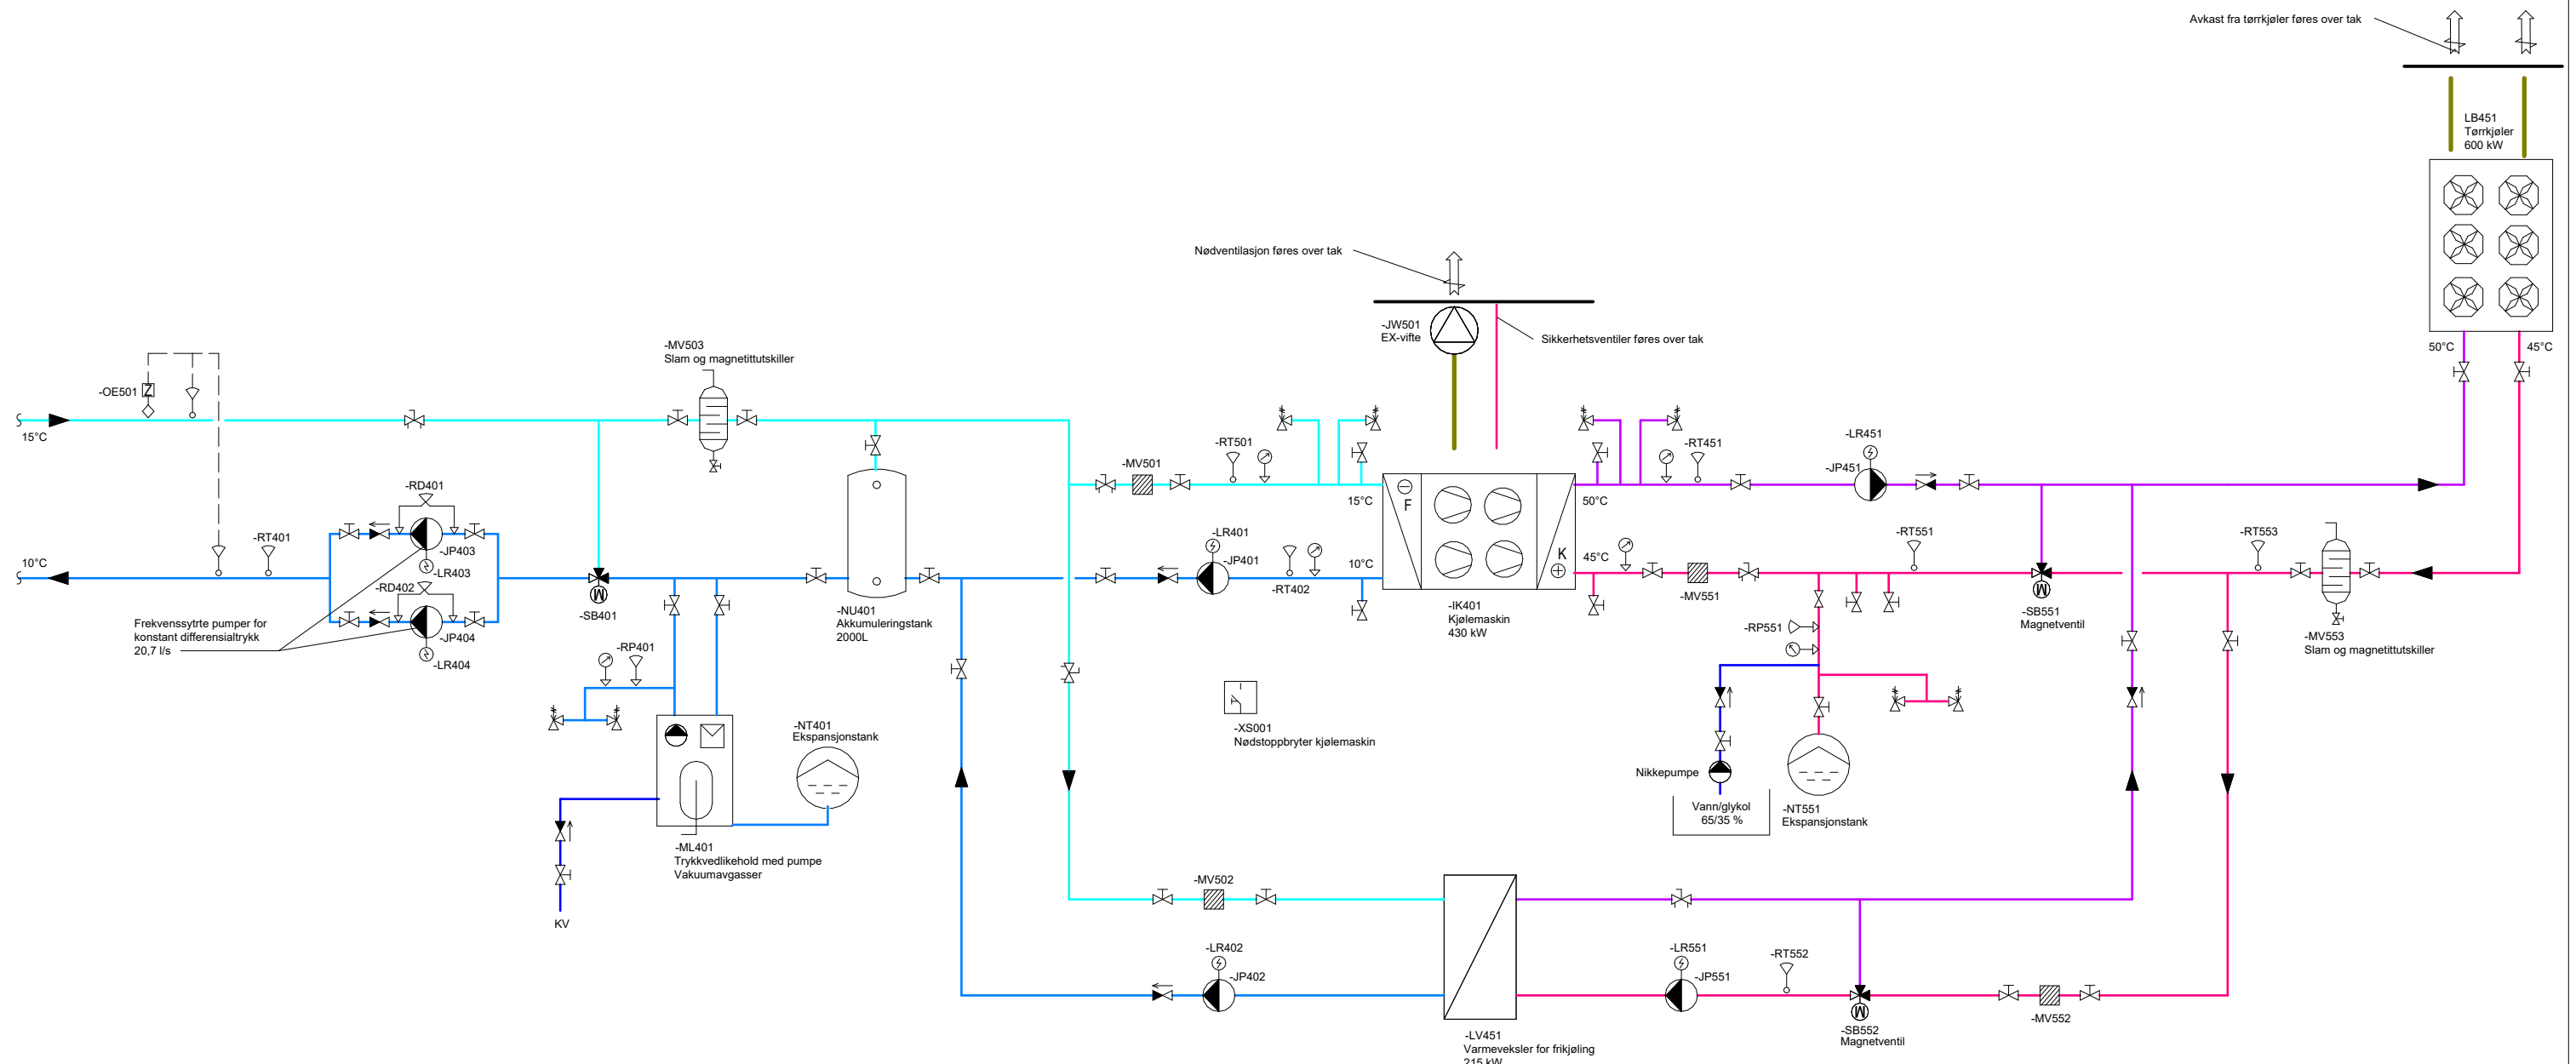 Avkast fra tørrkjøler føres over tak
LB451
Tørrkjøler
600 kW
50°C
45°C
Nødventilasjon føres over tak
-JW501
EX-vifte
Sikkerhetsventiler føres over tak
-MV503
Slam og magnetittutskiller
-OE501
Z
15°C
-RD401
-JP403
-LR403
-RT401
10°C
-RD402
-JP404
-LR404
Frekvenssytrte pumper for
konstant differensialtrykk
20,7 l/s
M
-SB401
-NU401
Akkumuleringstank
2000L
-RP401
-NT401
Ekspansjonstank
-ML401
Trykkvedlikehold med pumpe
Vakuumavgasser
KV
-MV501
-RT501
15°C
F
-LR401
-JP401
-RT402
10°C
K
-IK401
Kjølemaskin
430 kW
50°C
45°C
-RT451
-LR451
-JP451
-MV551
-RT551
M
-SB551
Magnetventil
-RT553
-MV553
Slam og magnetittutskiller
-RP551
Nikkepumpe
Vann/glykol
65/35 %
-NT551
Ekspansjonstank
-XS001
Nødstoppbryter kjølemaskin
-MV502
-LR402
-JP402
-LV451
Varmeveksler for frikjøling
215 kW
-LR551
-JP551
-RT552
M
-SB552
Magnetventil
-MV552